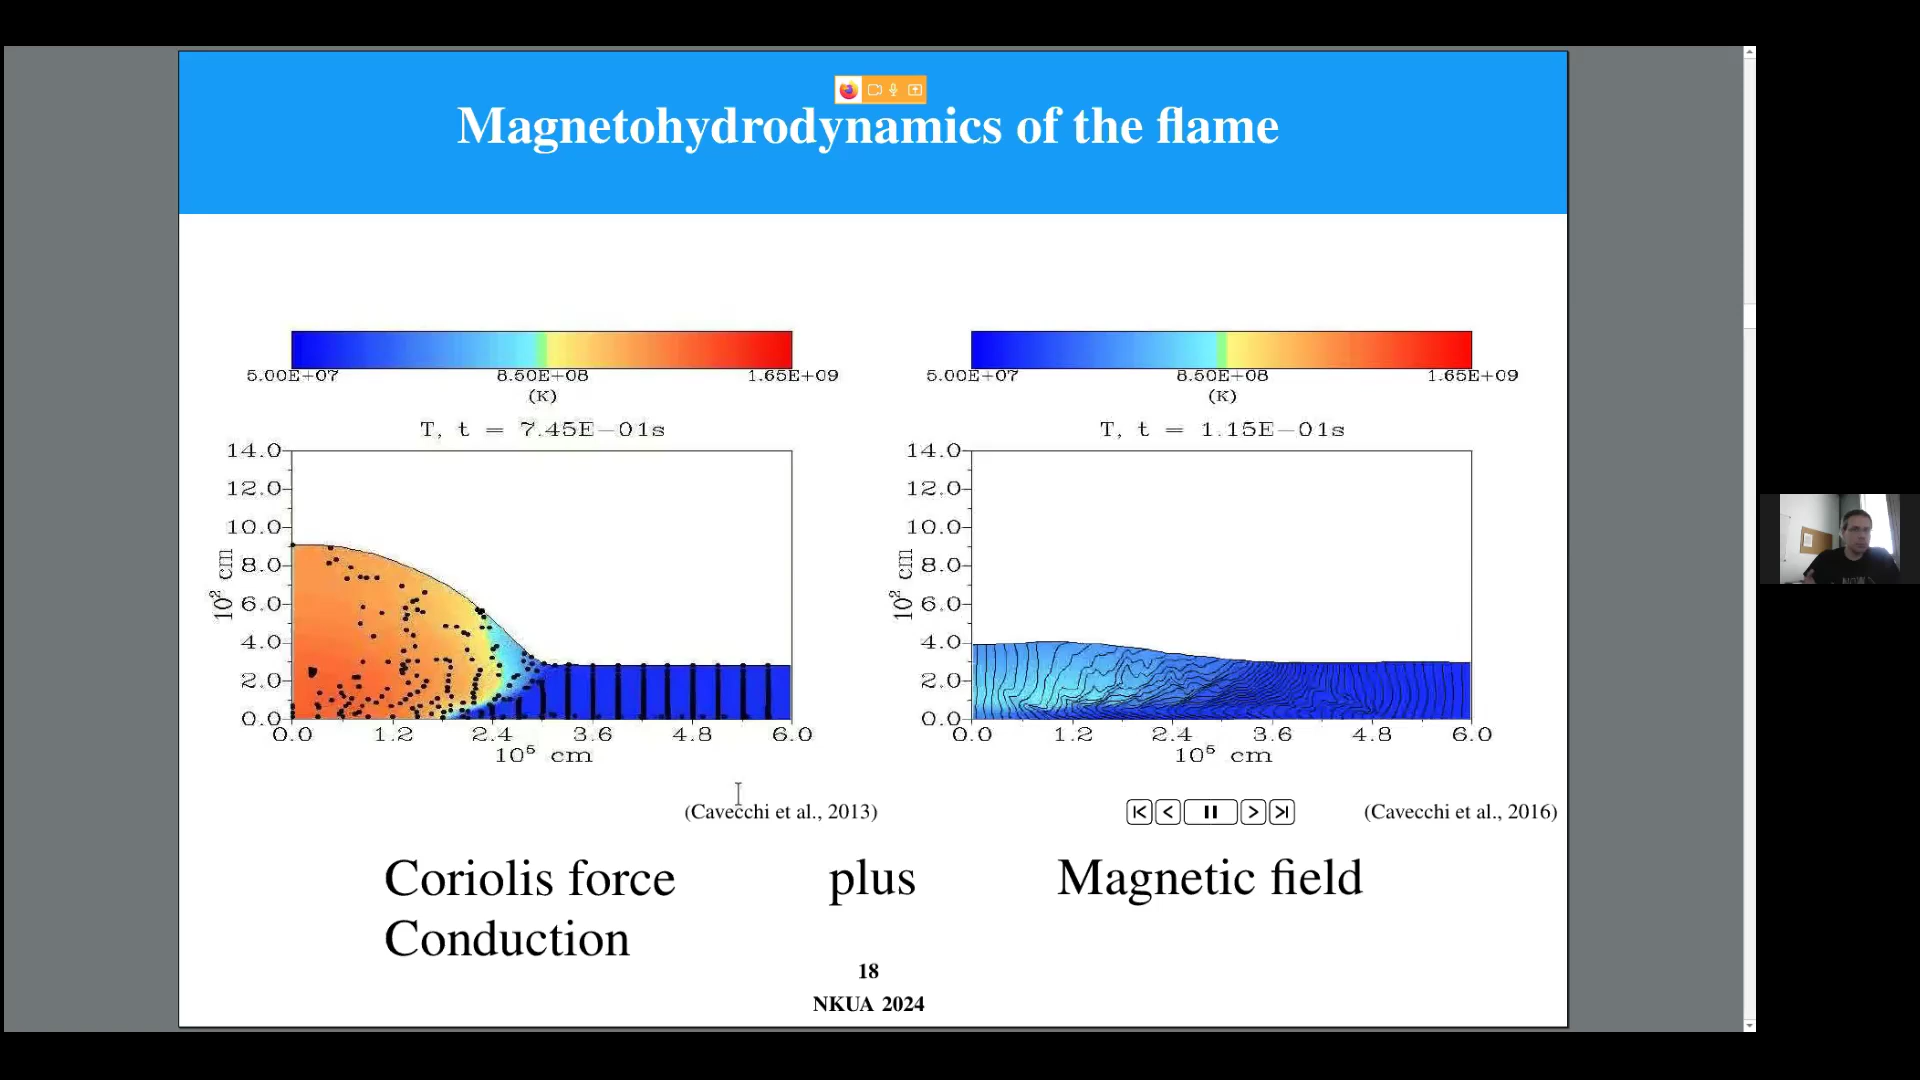 Magnetohydrodynamics of the flame
5.00E+07 8.50E+08 1.65E+09
(K)
T, t = 7.45E−01s
14.0
12.0
10.0
8.0
6.0
4.0
2.0
0.0
10² cm
0.0 1.2 2.4 3.6 4.8 6.0
10⁵ cm
(Cavecchi et al., 2013)
5.00E+07 8.50E+08 1.65E+09
(K)
T, t = 1.15E−01s
14.0
12.0
10.0
8.0
6.0
4.0
2.0
0.0
10² cm
0.0 1.2 2.4 3.6 4.8 6.0
10⁵ cm
(Cavecchi et al., 2016)
Coriolis force plus Magnetic field
Conduction
18
NKUA 2024